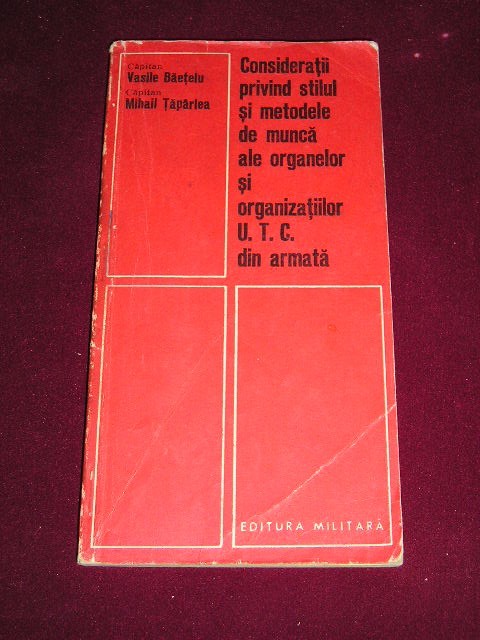 Căpitan
Vasile Băețelu
Căpitan
Mihail Țăpârlea
Considerații
privind stilul
și metodele
de muncă
ale organelor
și
organizațiilor
U. T. C.
din armată
EDITURA MILITARĂ